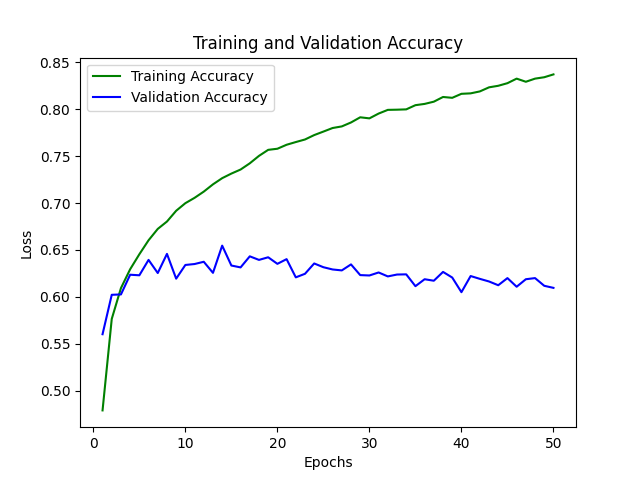 Training and Validation Accuracy
Training Accuracy
Validation Accuracy
0.85
0.80
0.75
0.70
0.65
0.60
0.55
0.50
Loss
0 10 20 30 40 50
Epochs